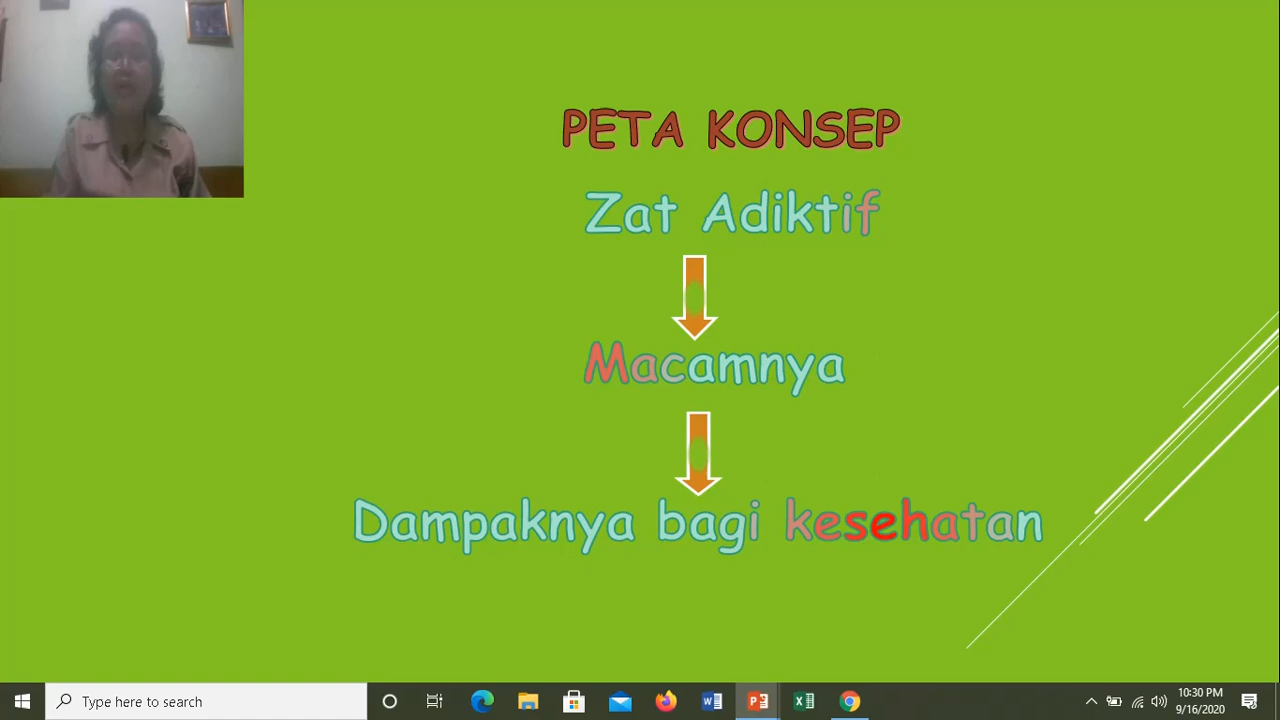 PETA KONSEP
Zat Adiktif
Macamnya
Dampaknya bagi kesehatan
Type here to search
10:30 PM
9/16/2020